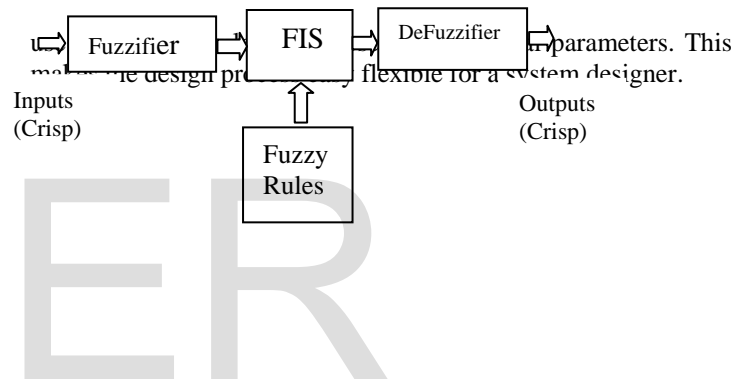 Fuzzifier FIS DeFuzzifier
parameters. This
flexible for a system designer.
Inputs
(Crisp)
Outputs
(Crisp)
Fuzzy
Rules
ER